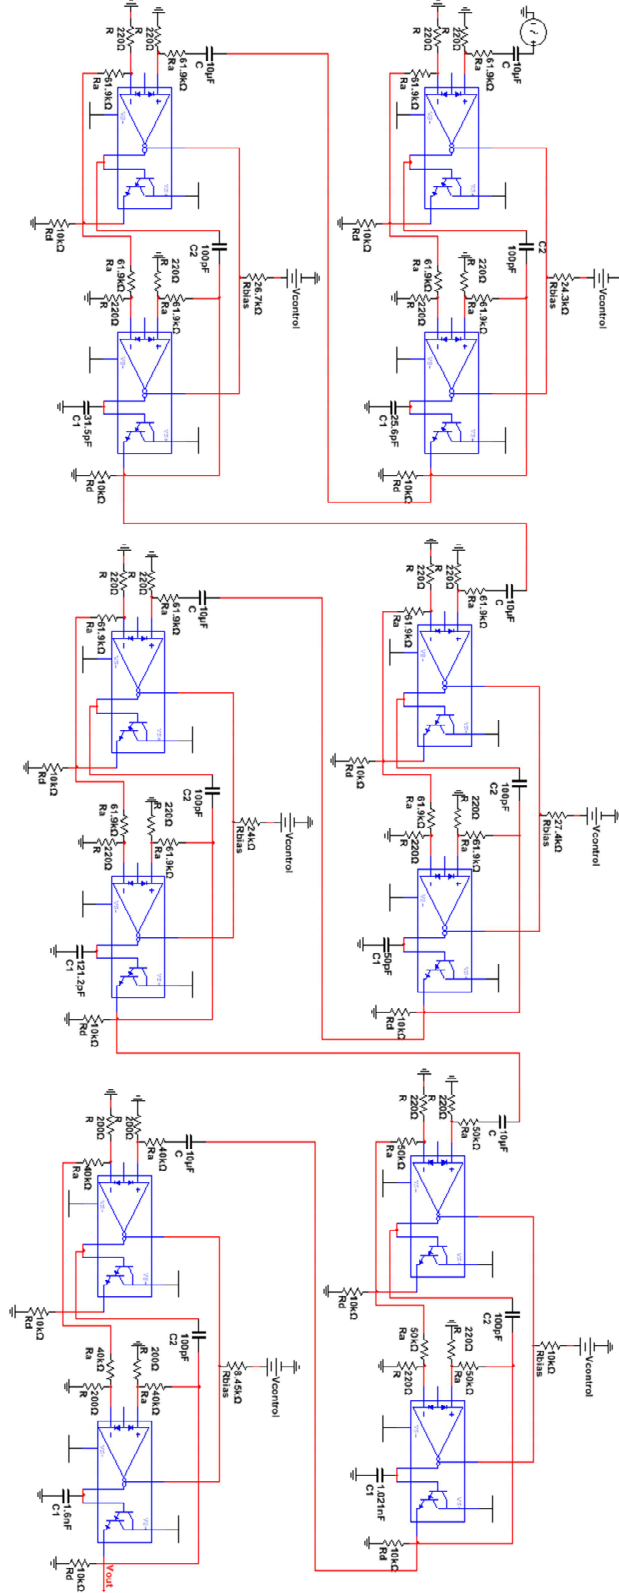 10µF
C
220Ω
61.9kΩ
Ra
220Ω
R
61.9kΩ
Ra
+
-
10kΩ
Rd
C2
100pF
24.3kΩ
Rbias
Vcontrol
220Ω
R
61.9kΩ
Ra
61.9kΩ
Ra
220Ω
R
+
-
25.6pF
C1
10kΩ
Rd
10µF
C
220Ω
61.9kΩ
Ra
220Ω
R
61.9kΩ
Ra
+
-
10kΩ
Rd
100pF
C2
26.7kΩ
Rbias
Vcontrol
220Ω
R
61.9kΩ
Ra
61.9kΩ
Ra
220Ω
R
+
-
31.5pF
C1
10kΩ
Rd
10µF
C
220Ω
61.9kΩ
Ra
220Ω
R
61.9kΩ
Ra
+
-
10kΩ
Rd
100pF
C2
27.4kΩ
Rbias
Vcontrol
220Ω
R
61.9kΩ
Ra
61.9kΩ
Ra
220Ω
R
+
-
50pF
C1
10kΩ
Rd
10µF
C
220Ω
61.9kΩ
Ra
220Ω
R
61.9kΩ
Ra
+
-
10kΩ
Rd
100pF
C2
24kΩ
Rbias
Vcontrol
220Ω
R
61.9kΩ
Ra
61.9kΩ
Ra
220Ω
R
+
-
121.2pF
C1
10kΩ
Rd
10µF
C
220Ω
50kΩ
Ra
220Ω
R
50kΩ
Ra
+
-
10kΩ
Rd
100pF
C2
10kΩ
Rbias
Vcontrol
220Ω
R
50kΩ
Ra
50kΩ
Ra
220Ω
R
+
-
1.021nF
C1
10kΩ
Rd
10µF
C
200Ω
R
40kΩ
Ra
200Ω
R
40kΩ
Ra
+
-
10kΩ
Rd
100pF
C2
8.45kΩ
Rbias
Vcontrol
200Ω
R
40kΩ
Ra
40kΩ
Ra
200Ω
R
+
-
1.6nF
C1
10kΩ
Rd
Vout